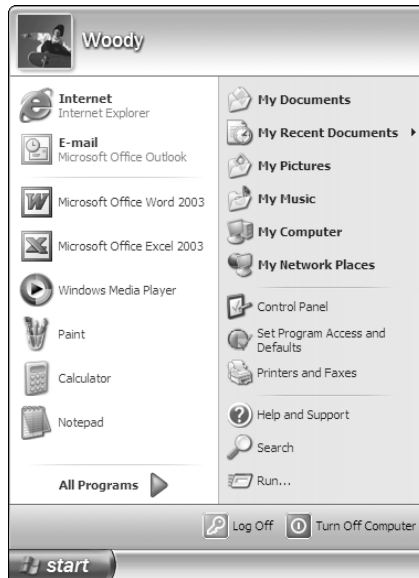 Woody
Internet
Internet Explorer
E-mail
Microsoft Office Outlook
Microsoft Office Word 2003
Microsoft Office Excel 2003
Windows Media Player
Paint
Calculator
Notepad
All Programs
My Documents
My Recent Documents
My Pictures
My Music
My Computer
My Network Places
Control Panel
Set Program Access and
Defaults
Printers and Faxes
Help and Support
Search
Run...
Log Off
Turn Off Computer
start